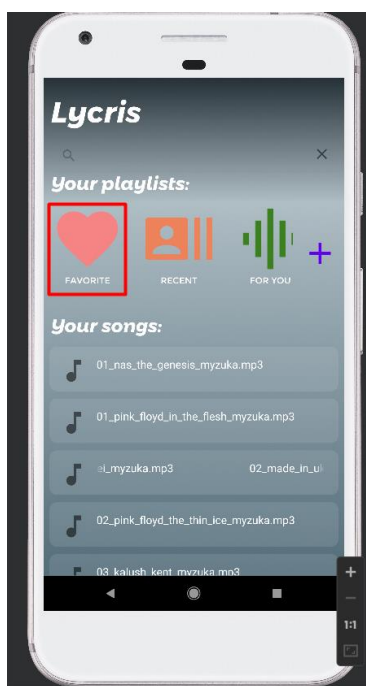 Lycris
Your playlists:
FAVORITE RECENT FOR YOU
Your songs:
01_nas_the_genesis_myzuka.mp3
01_pink_floyd_in_the_flesh_myzuka.mp3
ei_myzuka.mp3 02_made_in_u
02_pink_floyd_the_thin_ice_myzuka.mp3
03_kalush_kent_myzuka.mp3
1:1